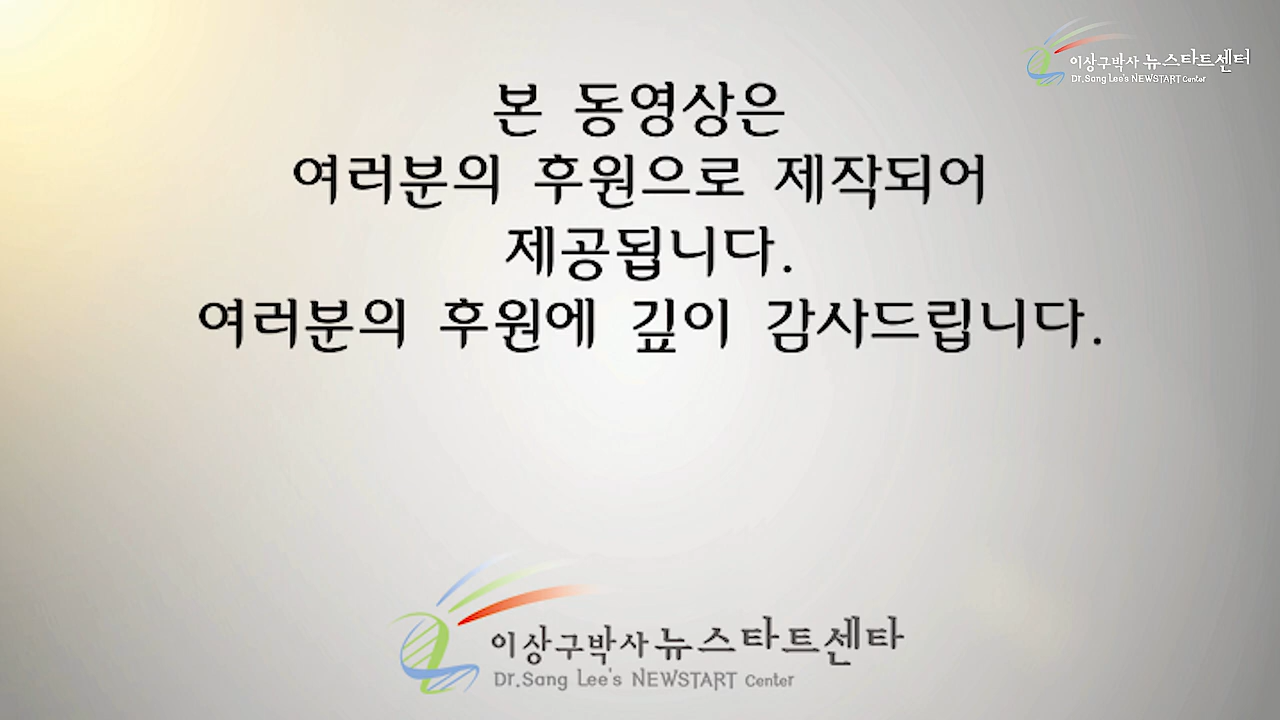 이상구박사 뉴스타트센터
Dr.Sang Lee's NEWSTART Center
본 동영상은
여러분의 후원으로 제작되어
제공됩니다.
여러분의 후원에 깊이 감사드립니다.
이상구박사 뉴스타트센타
Dr.Sang Lee's NEWSTART Center